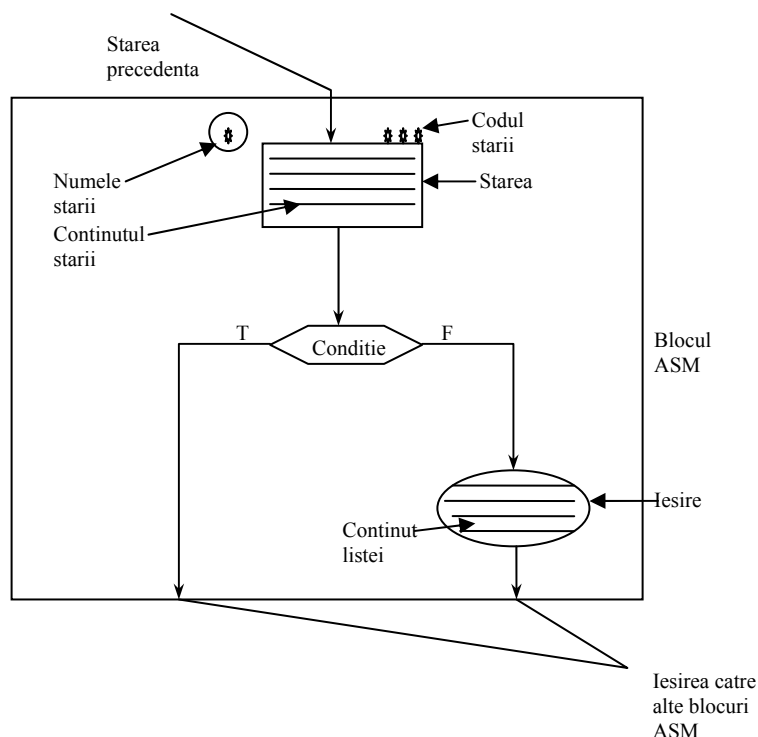 Starea
precedenta
Codul
starii
Numele
starii
Starea
Continutul
starii
T
F
Conditie
Blocul
ASM
Iesire
Continut
listei
Iesirea catre
alte blocuri
ASM